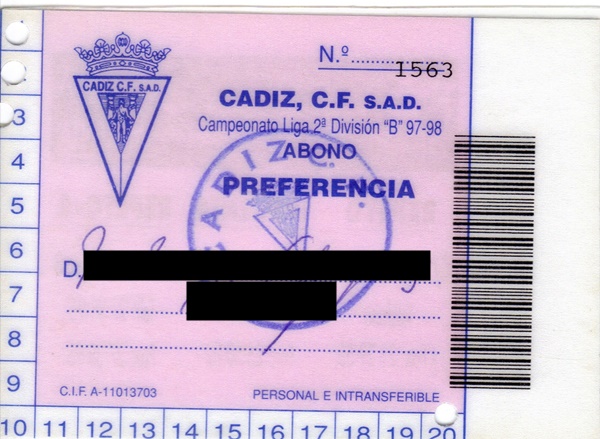 N.º 1563
CADIZ C.F. S.A.D.
CADIZ, C.F. S.A.D.
Campeonato Liga 2ª División "B" 97-98
ABONO
PREFERENCIA
CADIZ C.
D.
C.I.F. A-11013703
PERSONAL E INTRANSFERIBLE
3
4
5
6
7
8
9
10 11 12 13 14 15 16 17 18 19 20